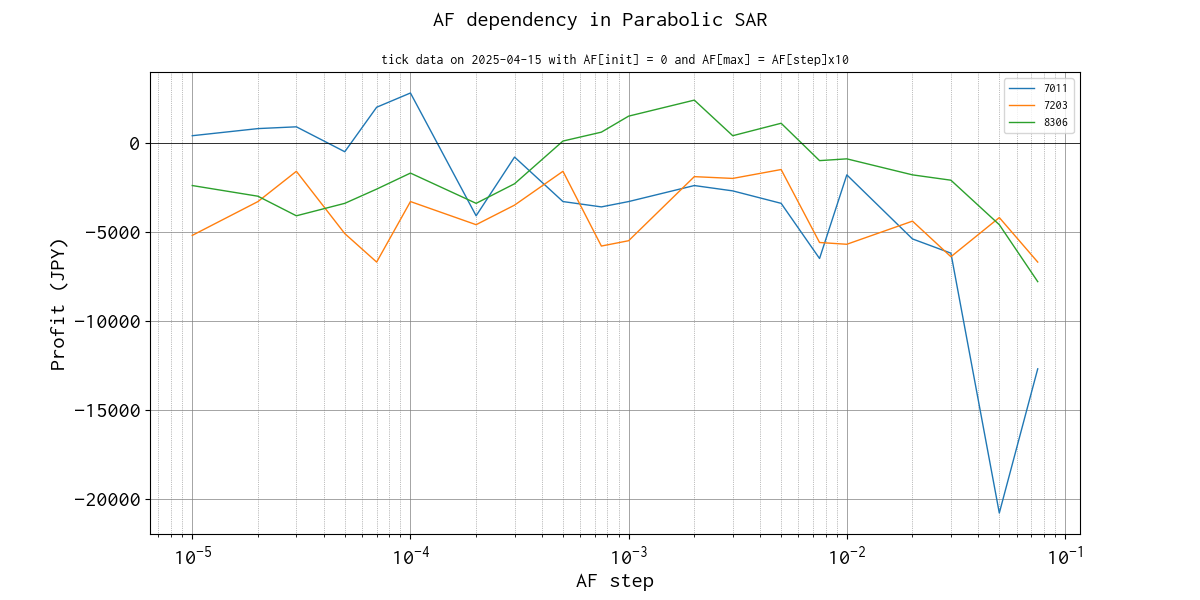 AF dependency in Parabolic SAR
tick data on 2025-04-15 with AF[init] = 0 and AF[max] = AF[step]x10
7011
7203
8306
Profit (JPY)
0
−5000
−10000
−15000
−20000
10⁻⁵ 10⁻⁴ 10⁻³ 10⁻² 10⁻¹
AF step